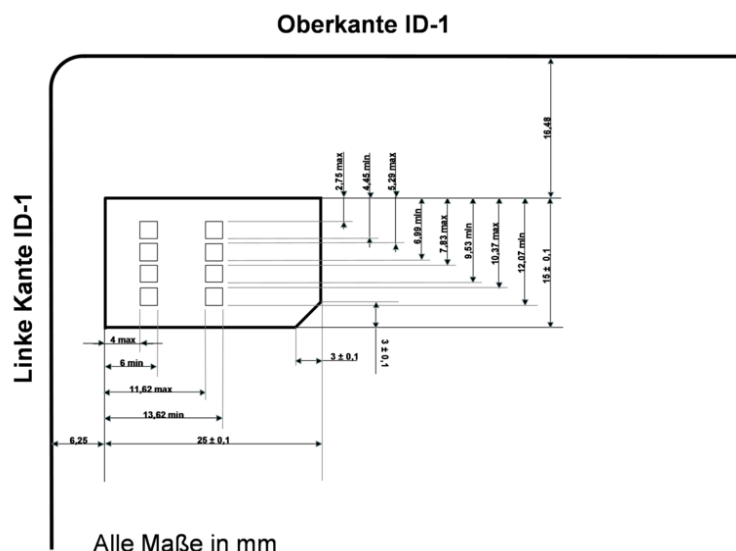 Oberkante ID-1
16,48
2,75 max
4,45 min.
5,29 max
6,99 min
7,83 max
9,53 min
10,37 max
12,07 min
15 ± 0,1
Linke Kante ID-1
4 max
6 min
3 ± 0,1
3 ± 0,1
11,62 max
13,62 min
6,25
25 ± 0,1
Alle Maße in mm